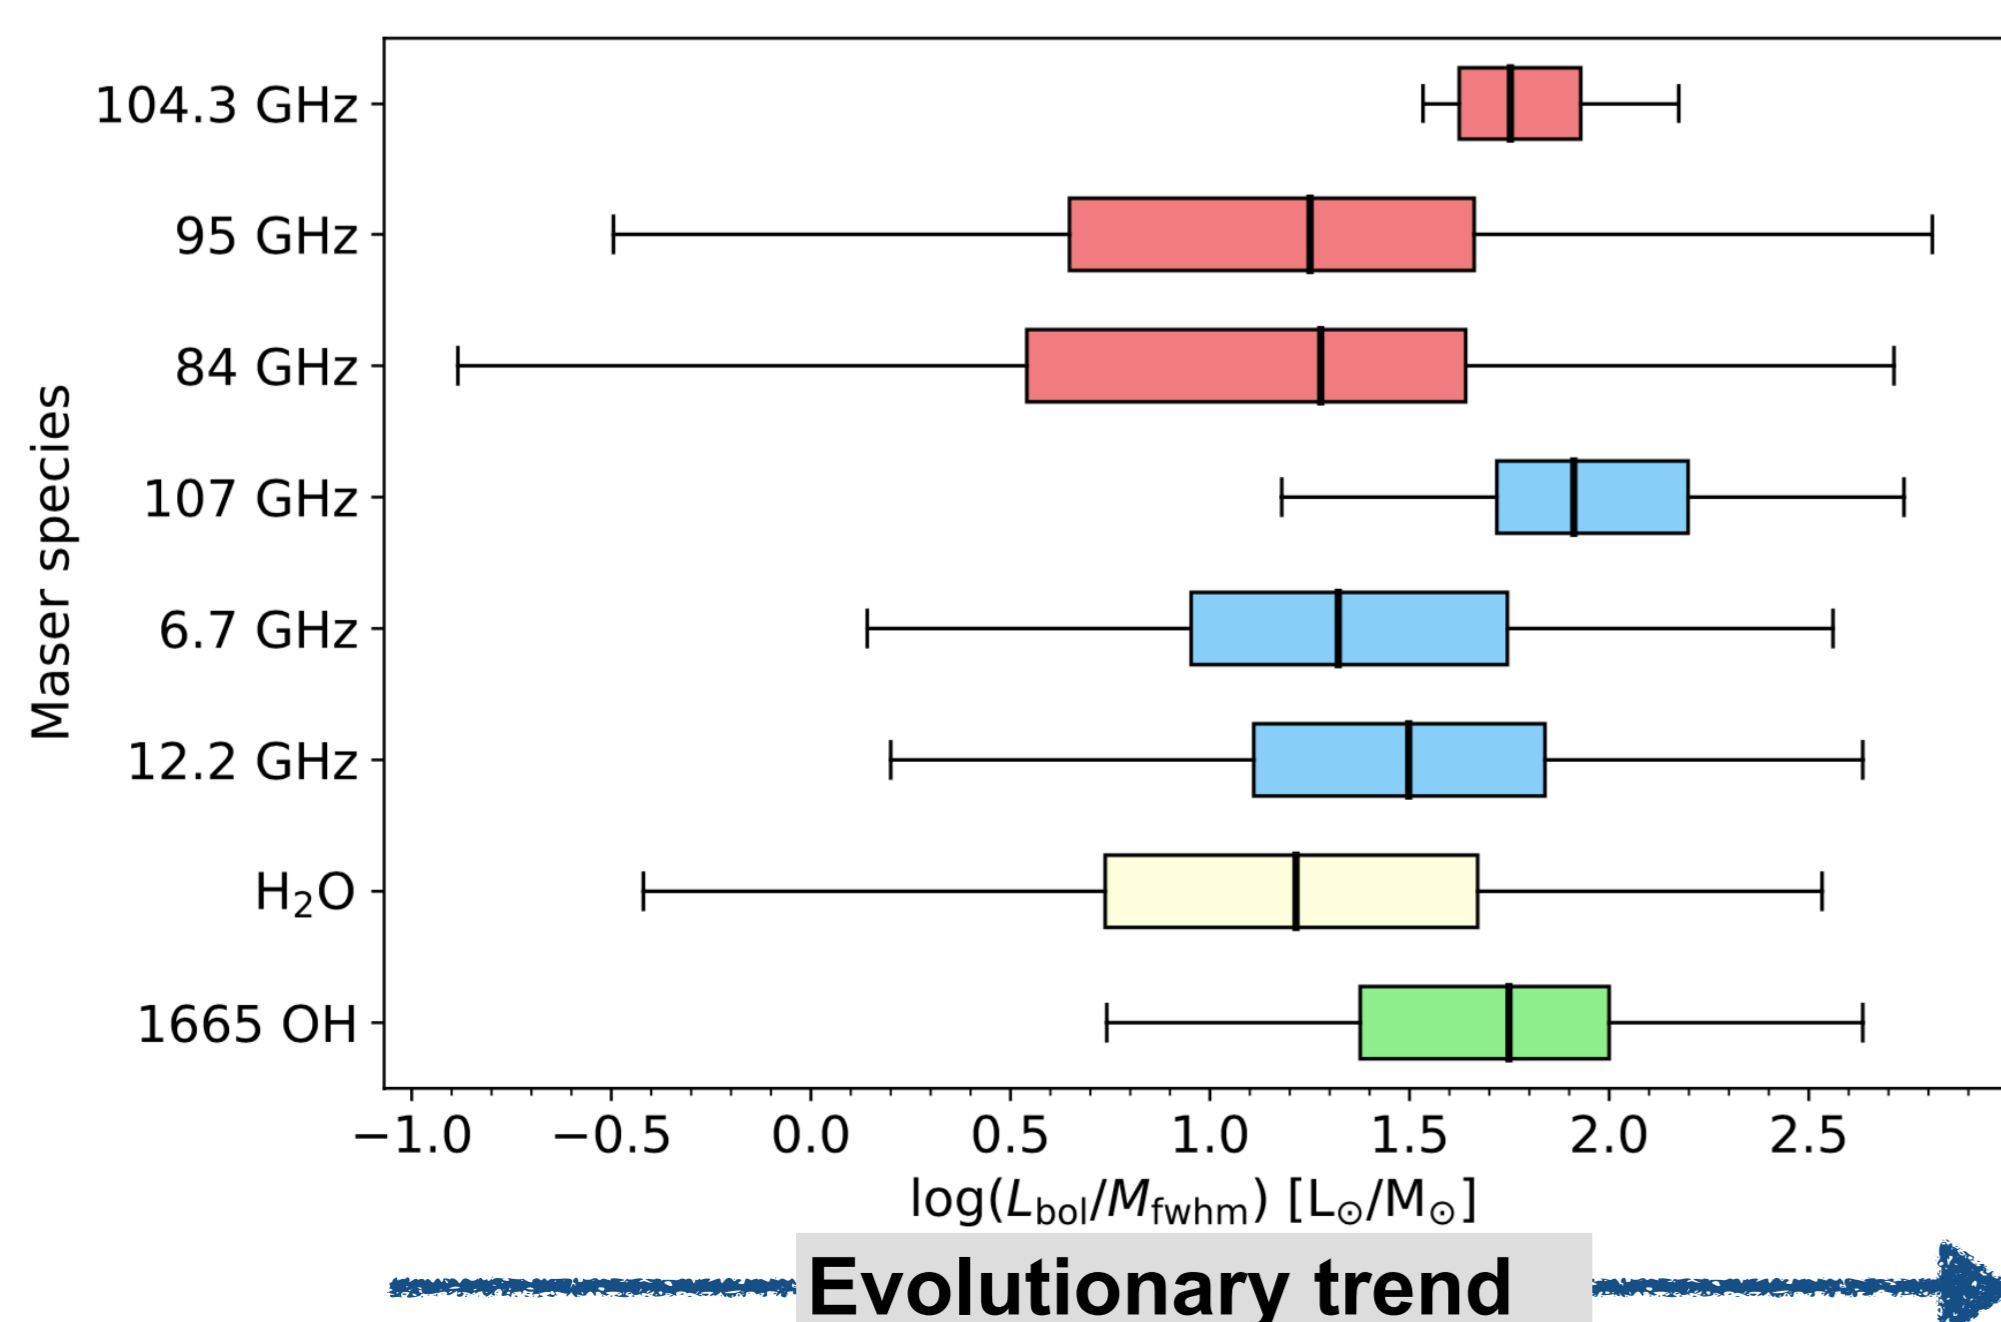 104.3 GHz
95 GHz
84 GHz
107 GHz
6.7 GHz
12.2 GHz
H₂O
1665 OH
Maser species
−1.0 −0.5 0.0 0.5 1.0 1.5 2.0 2.5
log(L_bol/M_fwhm) [L☉/M☉]
Evolutionary trend